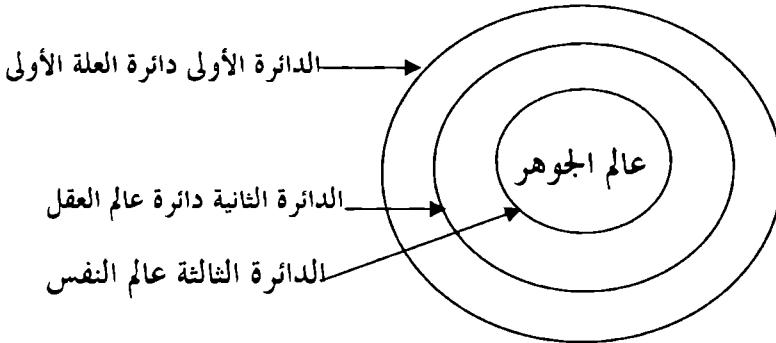 الدائرة الأولى دائرة العلة الأولى
عالم الجوهر
الدائرة الثانية دائرة عالم العقل
الدائرة الثالثة عالم النفس